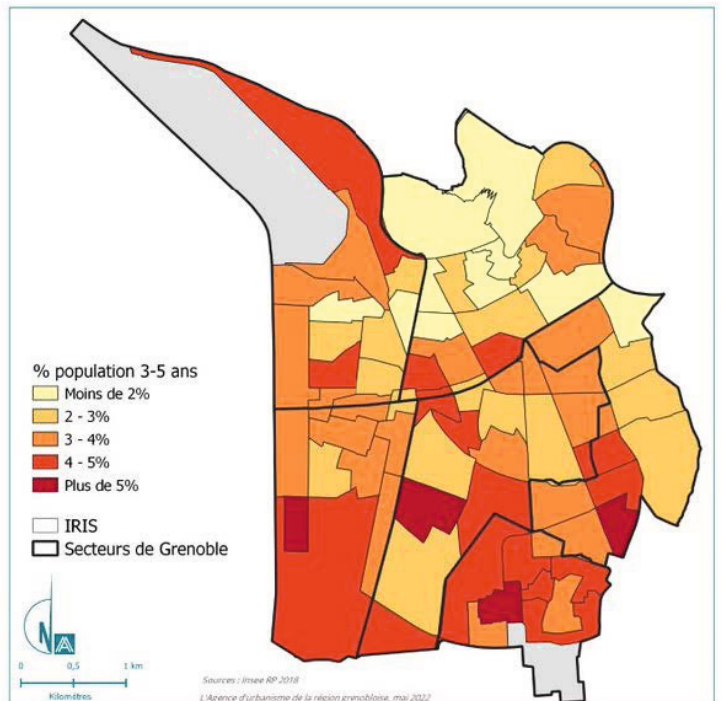 % population 3-5 ans
Moins de 2%
2 - 3%
3 - 4%
4 - 5%
Plus de 5%
IRIS
Secteurs de Grenoble
N A
0 0,5 1 km
Kilomètres
Sources : Insee RP 2018
L'Agence d'urbanisme de la région grenobloise, mai 2022